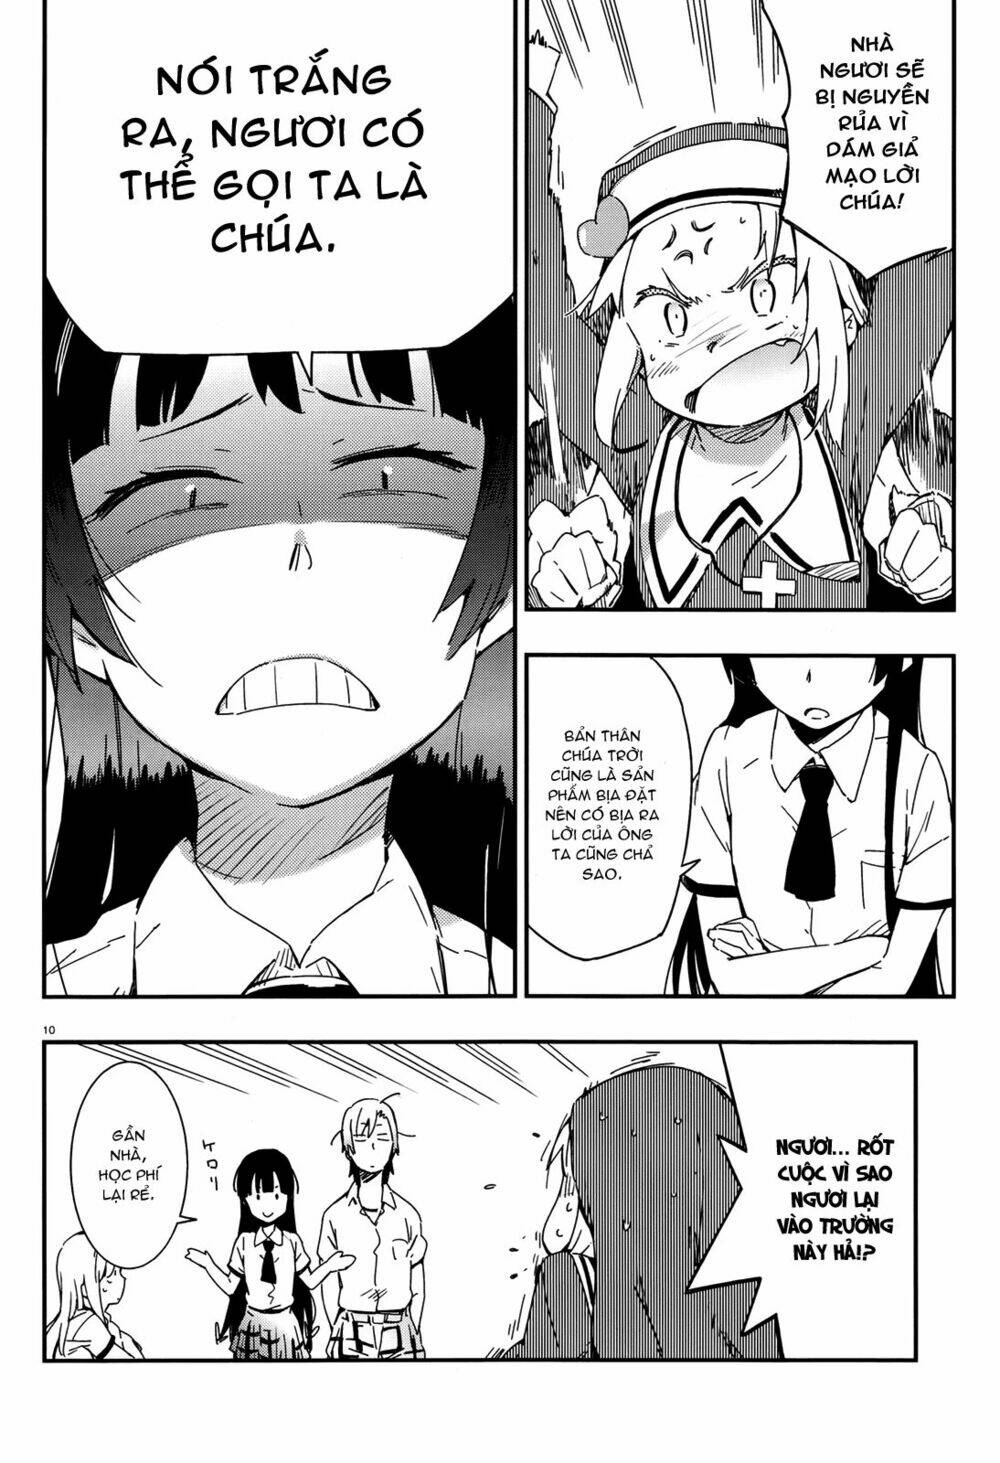 NHÀ
NGƯƠI SẼ
BỊ NGUYỀN
RỦA VÌ
DÁM GIẢ
MẠO LỜI
CHÚA!
BẢN THÂN
CHÚA TRỜI
CŨNG LÀ SẢN
PHẨM BỊA ĐẶT
NÊN CÓ BỊA RA
LỜI CỦA ÔNG
TA CŨNG CHẢ
SAO.
NÓI TRẮNG
RA, NGƯƠI CÓ
THỂ GỌI TA LÀ
CHÚA.
10
NGƯƠI... RỐT
CUỘC VÌ SAO
NGƯƠI LẠI
VÀO TRƯỜNG
NÀY HẢ!?
ケロリ
GẦN
NHÀ,
HỌC PHÍ
LẠI RẺ.